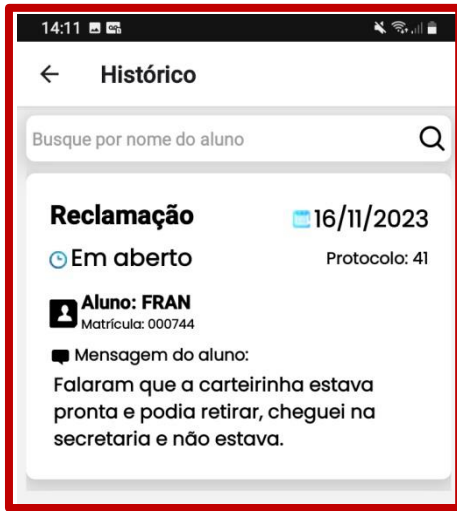 14:11
Histórico
Busque por nome do aluno
Reclamação
16/11/2023
Em aberto
Protocolo: 41
Aluno: FRAN
Matrícula: 000744
Mensagem do aluno:
Falaram que a carteirinha estava
pronta e podia retirar, cheguei na
secretaria e não estava.